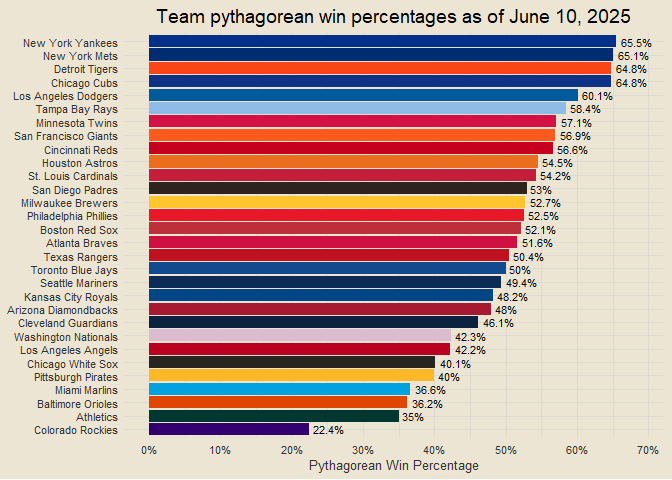 Team pythagorean win percentages as of June 10, 2025
New York Yankees 65.5%
New York Mets 65.1%
Detroit Tigers 64.8%
Chicago Cubs 64.8%
Los Angeles Dodgers 60.1%
Tampa Bay Rays 58.4%
Minnesota Twins 57.1%
San Francisco Giants 56.9%
Cincinnati Reds 56.6%
Houston Astros 54.5%
St. Louis Cardinals 54.2%
San Diego Padres 53%
Milwaukee Brewers 52.7%
Philadelphia Phillies 52.5%
Boston Red Sox 52.1%
Atlanta Braves 51.6%
Texas Rangers 50.4%
Toronto Blue Jays 50%
Seattle Mariners 49.4%
Kansas City Royals 48.2%
Arizona Diamondbacks 48%
Cleveland Guardians 46.1%
Washington Nationals 42.3%
Los Angeles Angels 42.2%
Chicago White Sox 40.1%
Pittsburgh Pirates 40%
Miami Marlins 36.6%
Baltimore Orioles 36.2%
Athletics 35%
Colorado Rockies 22.4%
0% 10% 20% 30% 40% 50% 60% 70%
Pythagorean Win Percentage